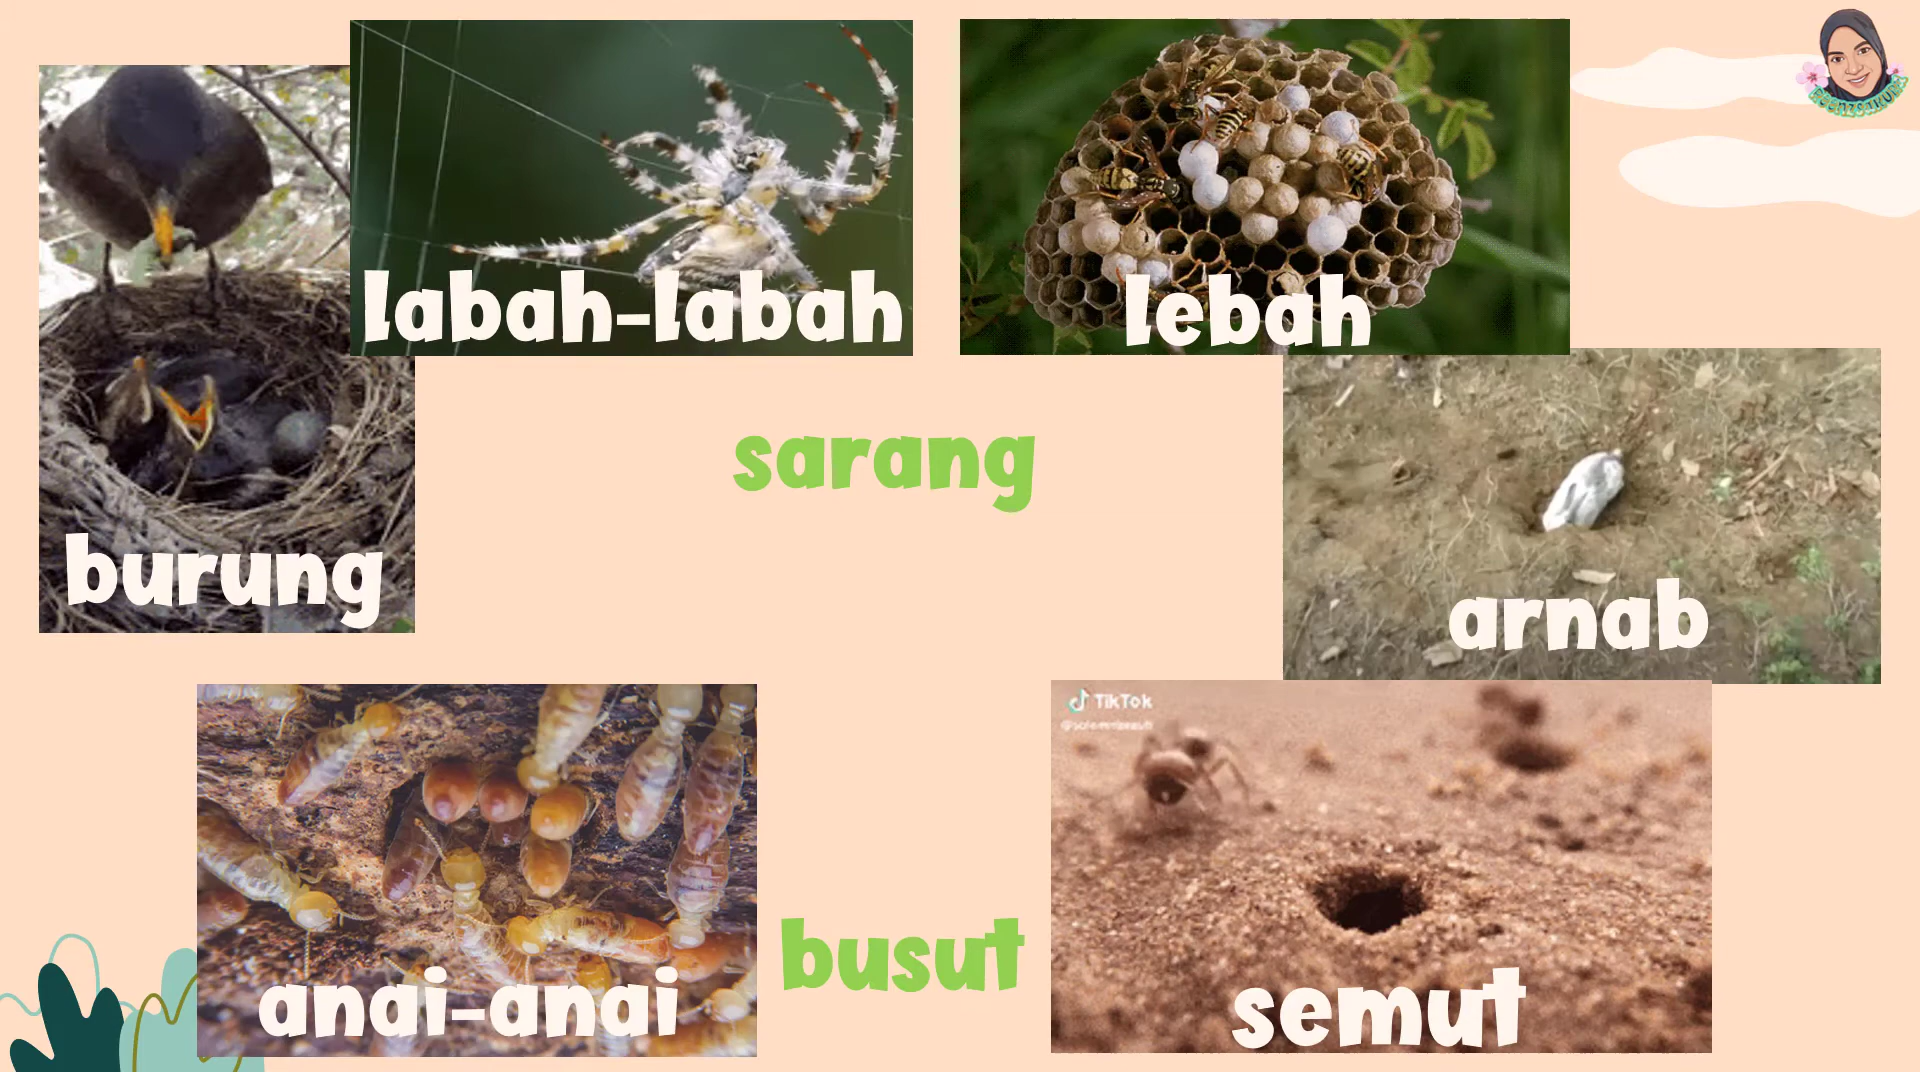 labah-labah
lebah
sarang
burung
arnab
TikTok
anai-anai
busut
semut